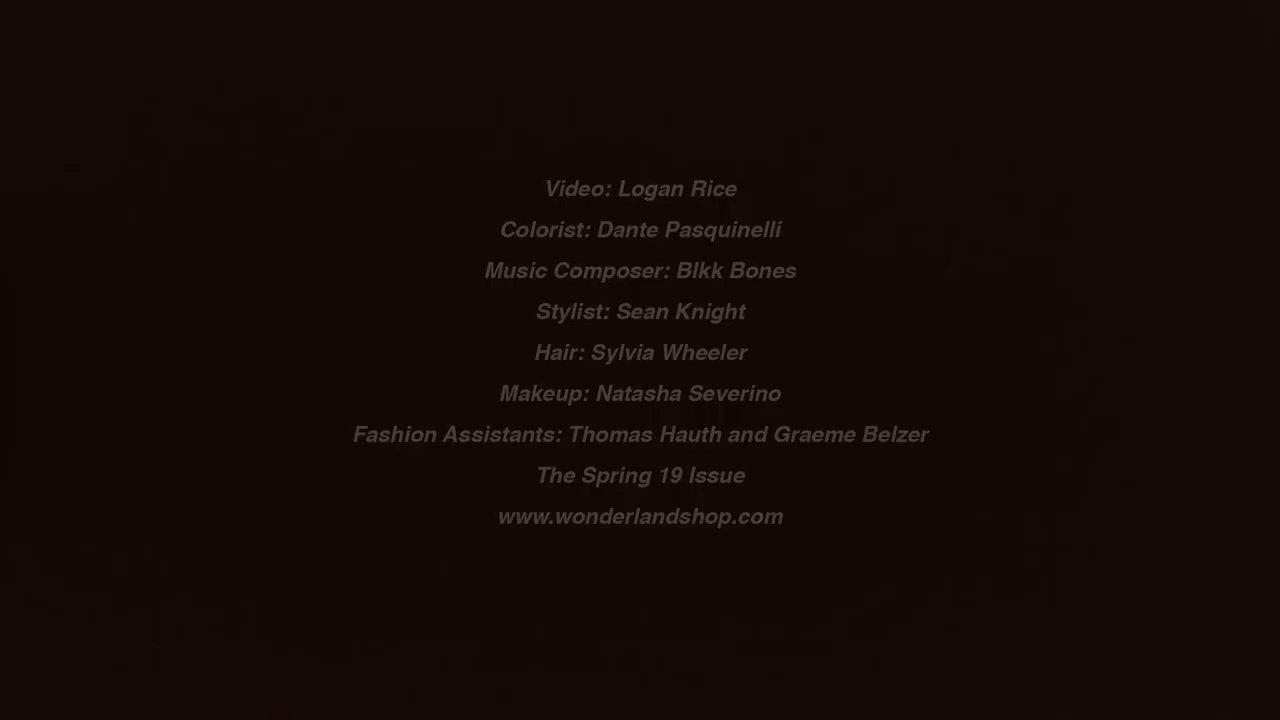 Video: Logan Rice
Colorist: Dante Pasquinelli
Music Composer: Blkk Bones
Stylist: Sean Knight
Hair: Sylvia Wheeler
Makeup: Natasha Severino
Fashion Assistants: Thomas Hauth and Graeme Belzer
The Spring 19 Issue
www.wonderlandshop.com